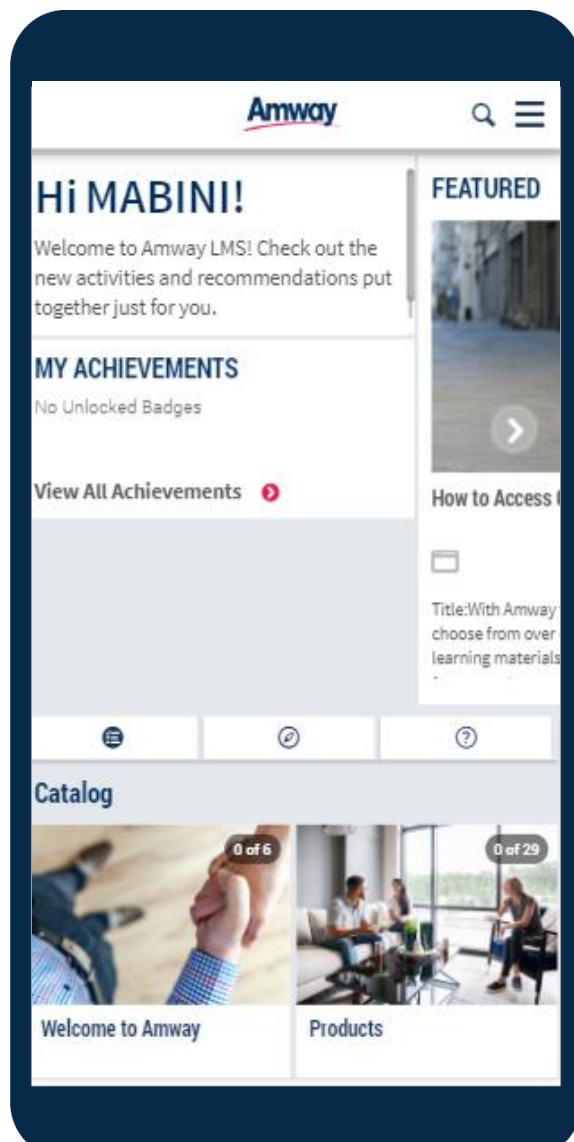 Amway
Hi MABINI!
Welcome to Amway LMS! Check out the
new activities and recommendations put
together just for you.
MY ACHIEVEMENTS
No Unlocked Badges
View All Achievements
FEATURED
How to Access
Title:With Amway
choose from over
learning materials
Catalog
0 of 6
Welcome to Amway
0 of 29
Products